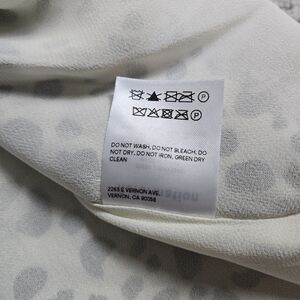 P
P
DO NOT WASH, DO NOT BLEACH, DO
NOT DRY, DO NOT IRON, GREEN DRY
CLEAN
2263 E VERNON AVE.
VERNON, CA 90058